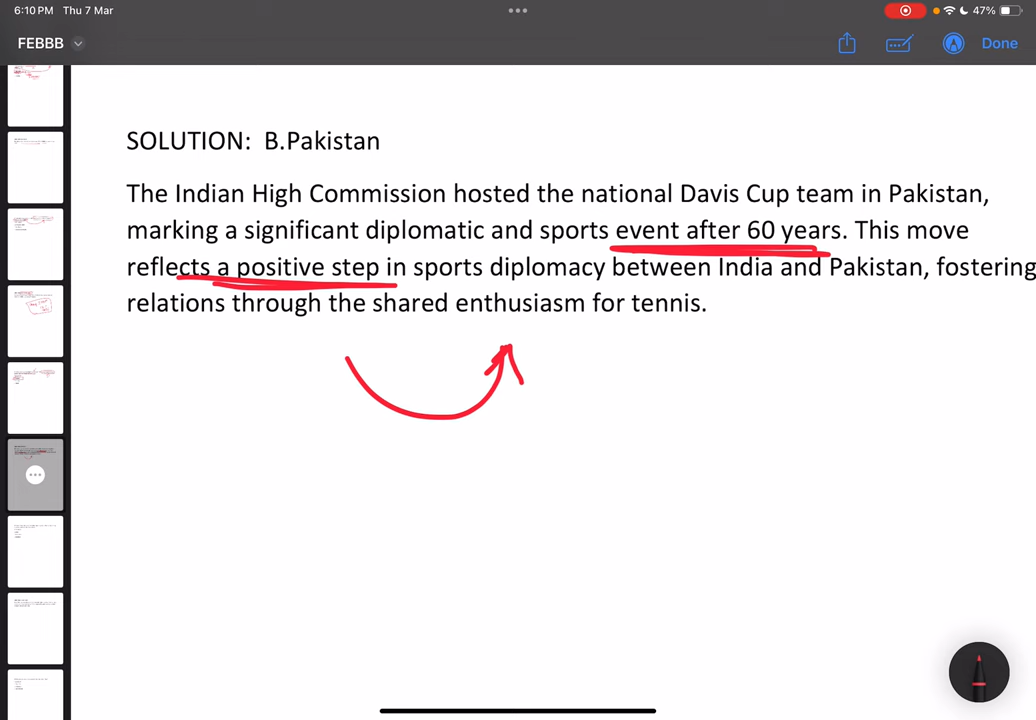 6:10 PM Thu 7 Mar
47%
FEBBB
Done
SOLUTION: B.Pakistan
The Indian High Commission hosted the national Davis Cup team in Pakistan,
marking a significant diplomatic and sports event after 60 years. This move
reflects a positive step in sports diplomacy between India and Pakistan, fostering
relations through the shared enthusiasm for tennis.